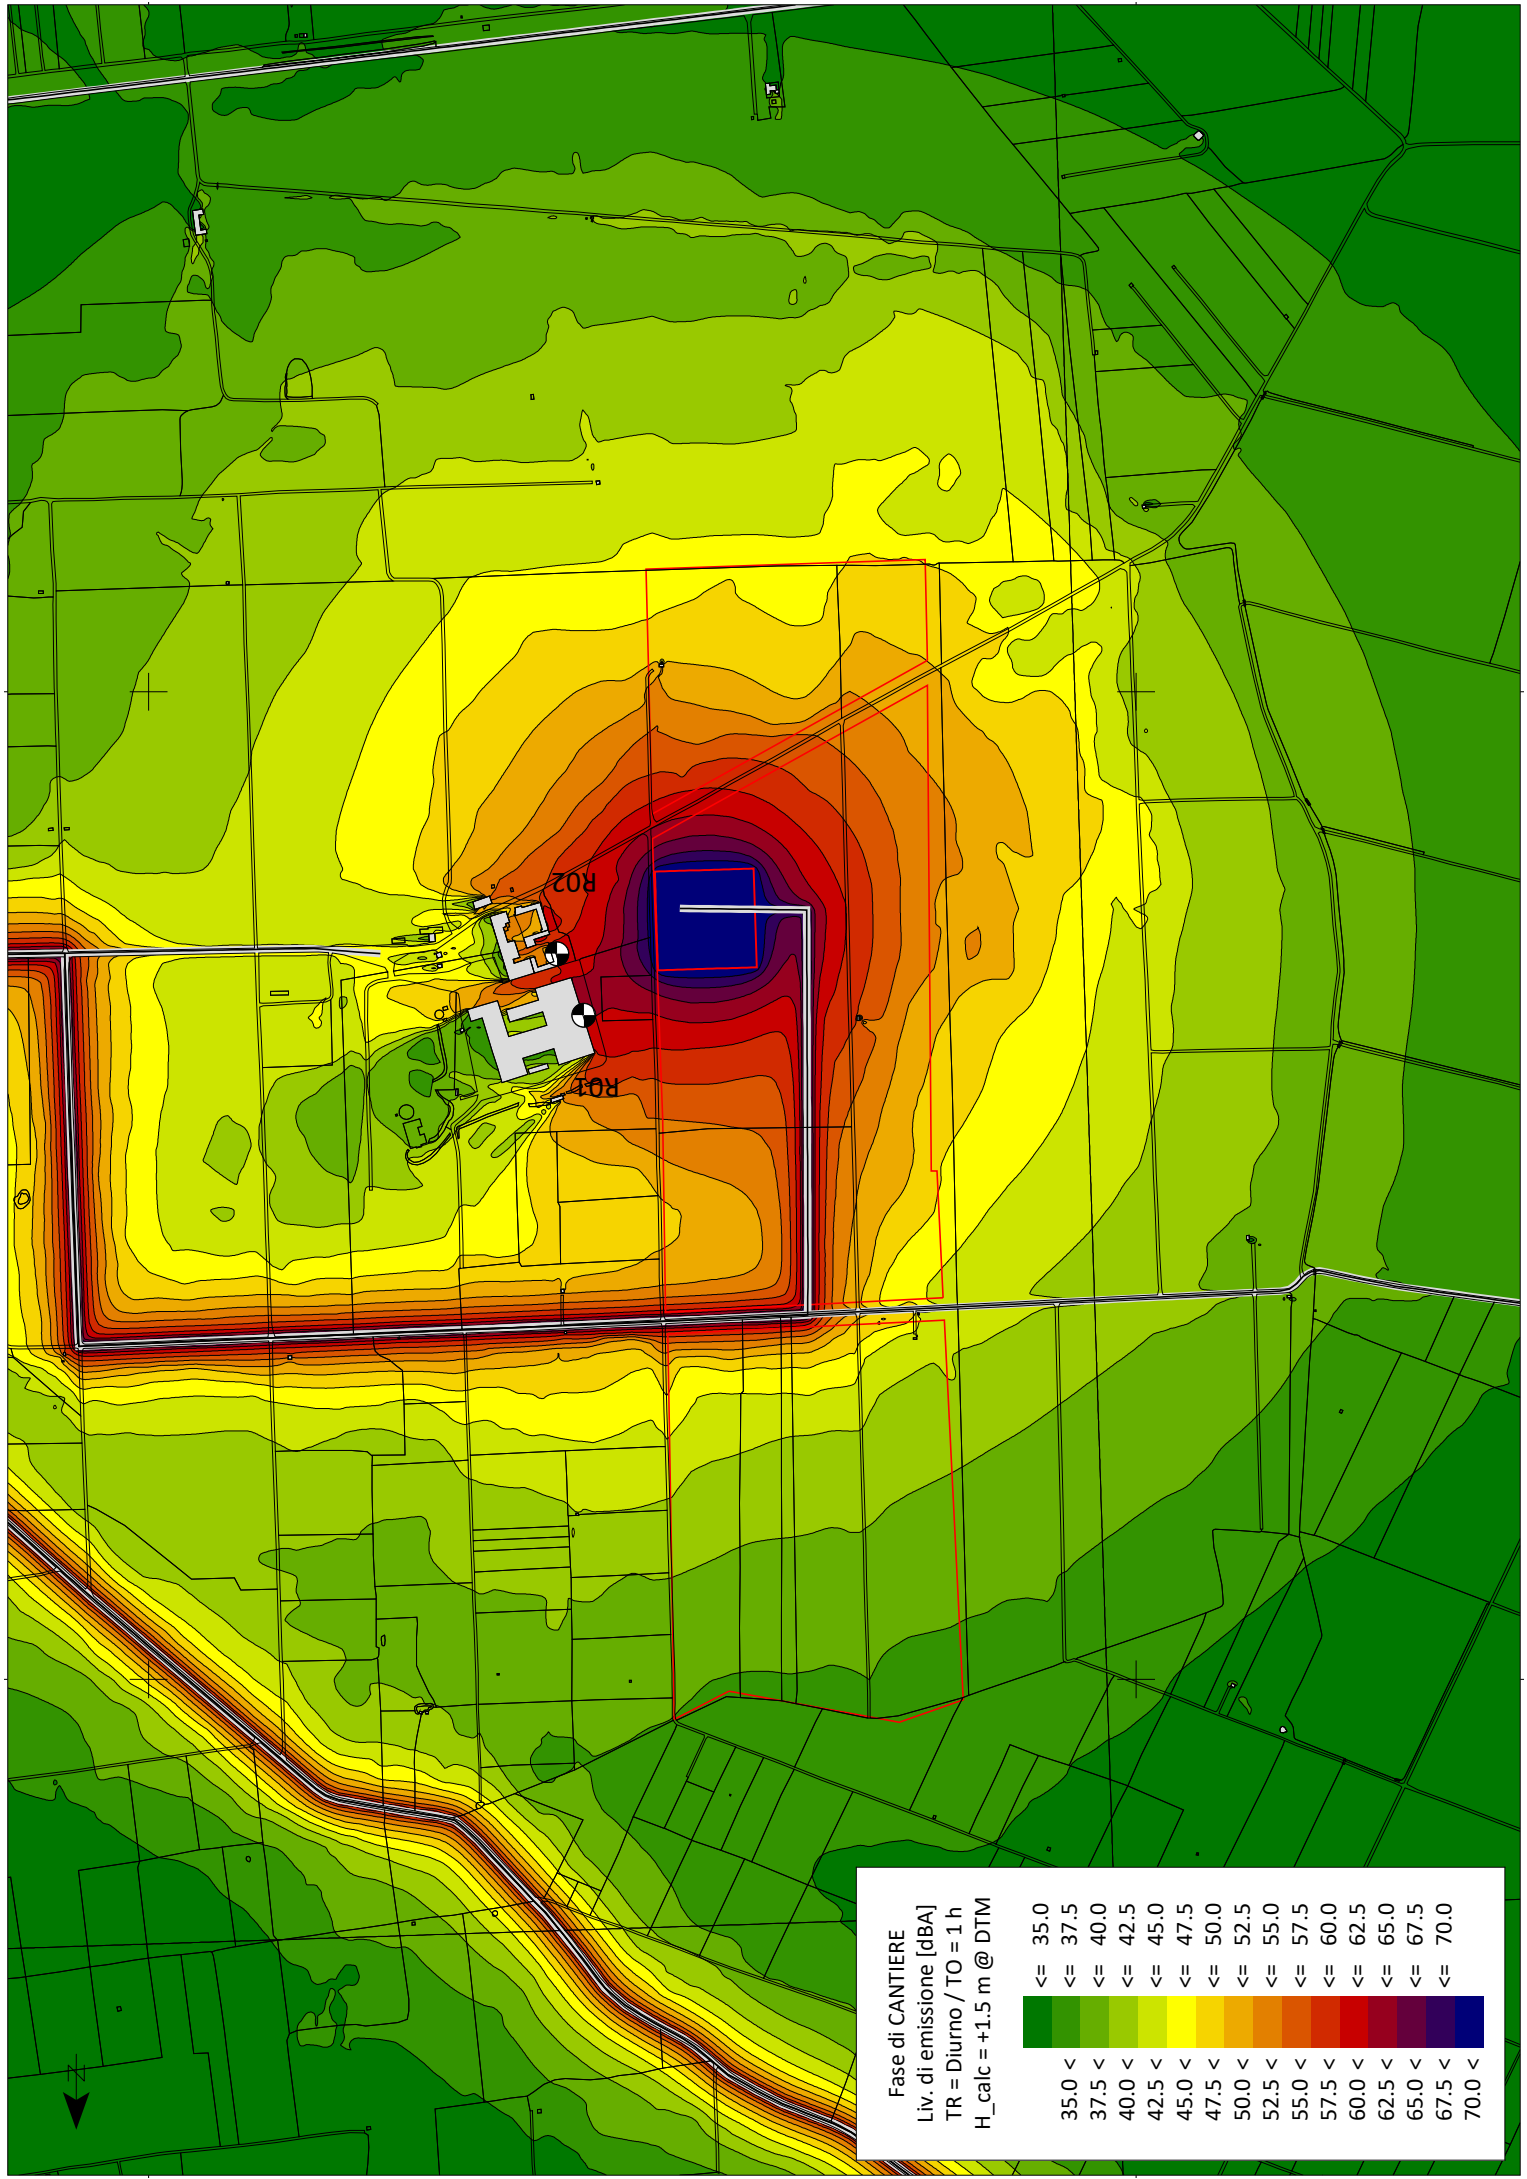 R02
R01
N
Fase di CANTIERE
Liv. di emissione [dBA]
TR = Diurno / TO = 1 h
H_calc = +1.5 m @ DTM
<= 35.0
35.0 < <= 37.5
37.5 < <= 40.0
40.0 < <= 42.5
42.5 < <= 45.0
45.0 < <= 47.5
47.5 < <= 50.0
50.0 < <= 52.5
52.5 < <= 55.0
55.0 < <= 57.5
57.5 < <= 60.0
60.0 < <= 62.5
62.5 < <= 65.0
65.0 < <= 67.5
67.5 < <= 70.0
70.0 <